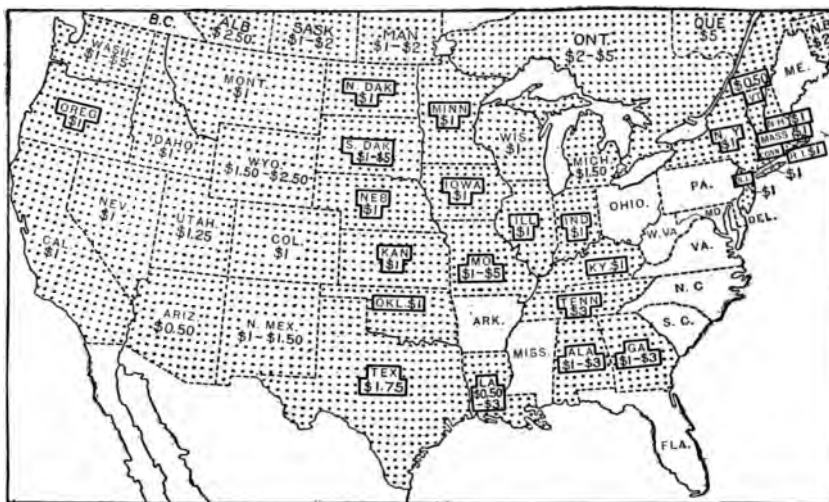 B.C.
ALB
$2.50
SASK
$1-$2
MAN
$1-$2
ONT.
$2-$5
QUE
$5
WASH.
$1-$5
MONT.
$1
N. DAK
$1
MINN
$1
ME.
$0.50
VT
N.H. $1
MASS $1
R I $1
$1
OREG
$1
IDAHO.
$1
WYO.
$1.50-$2.50
S. DAK
$1-$5
WIS.
$1
MICH.
$1.50
N. Y
$1
NEB
$1
IOWA
$1
NEV.
$1
UTAH.
$1.25
COL.
$1
KAN
$1
MO
$1-$5
ILL
$1
IND
$1
OHIO.
PA.
$1
W. VA.
MD.
DEL.
VA.
CAL.
$1
KY. $1
ARIZ.
$0.50
N. MEX.
$1-$1.50
OKL. $1
ARK.
TENN
$3
N. C
S. C.
TEX
$1.75
LA
$0.50
-$3
MISS.
ALA
$1-$3
GA
$1-$3
FLA.